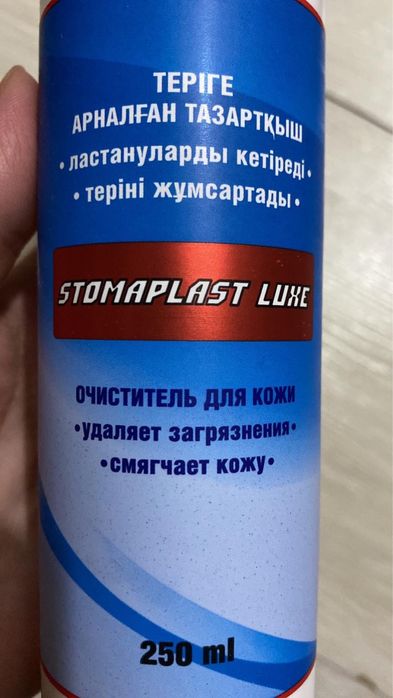 ТЕРІГЕ
АРНАЛҒАН ТАЗАРТҚЫШ
• ластануларды кетіреді •
• теріні жұмсартады •
STOMAPLAST LUXE
ОЧИСТИТЕЛЬ ДЛЯ КОЖИ
•удаляет загрязнения•
•смягчает кожу•
250 ml